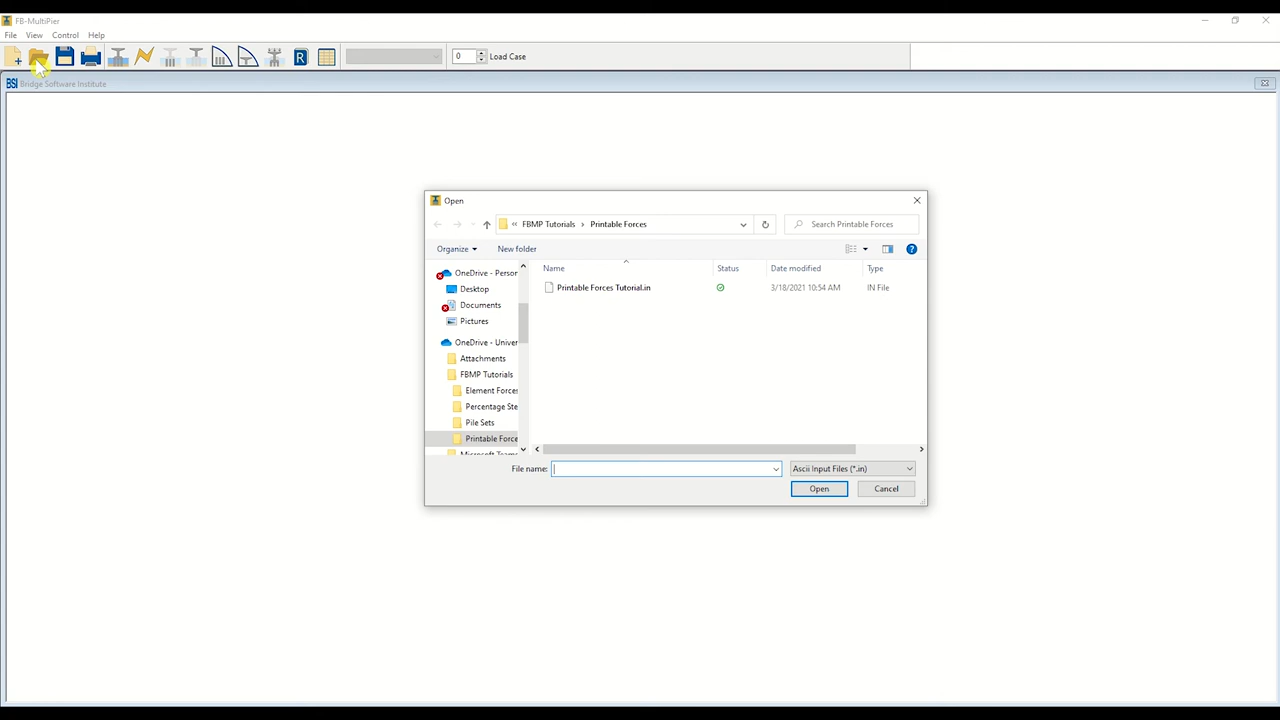 FB-MultiPier
File View Control Help
R 0 Load Case
BSI Bridge Software Institute
Open
« FBMP Tutorials > Printable Forces
Search Printable Forces
Organize New folder
Name Status Date modified Type
OneDrive - Person
Printable Forces Tutorial.in 3/18/2021 10:54 AM IN File
Desktop
Documents
Pictures
OneDrive - Univer
Attachments
FBMP Tutorials
Element Forces
Percentage Ste
Pile Sets
Printable Force
Microsoft Teams
File name: Ascii Input Files (*.in)
Open Cancel